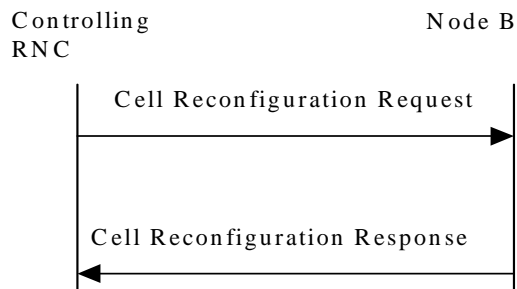 Controlling
RNC
Node B
Cell Reconfiguration Request
Cell Reconfiguration Response